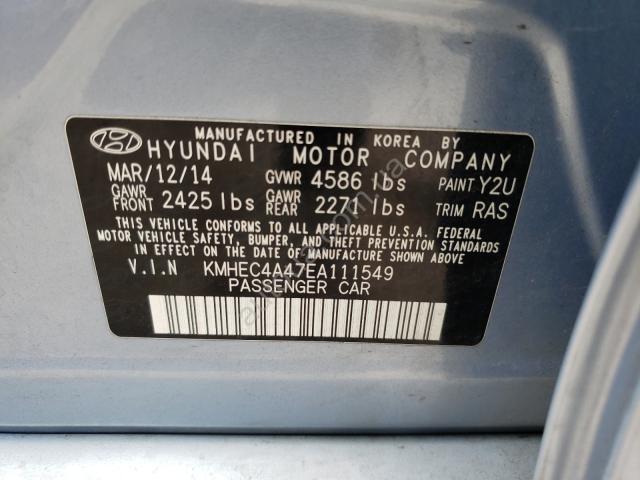 MANUFACTURED IN KOREA BY
HYUNDAI MOTOR COMPANY
MAR/12/14 GVWR 4586 lbs PAINT Y2U
GAWR FRONT 2425 lbs GAWR REAR 2271 lbs TRIM RAS
THIS VEHICLE CONFORMS TO ALL APPLICABLE U.S.A. FEDERAL
MOTOR VEHICLE SAFETY, BUMPER, AND THEFT PREVENTION
STANDARDS IN EFFECT ON THE DATE OF MANUFACTURE SHOWN ABOVE.
V.I.N KMHEC4A47EA111549
PASSENGER CAR